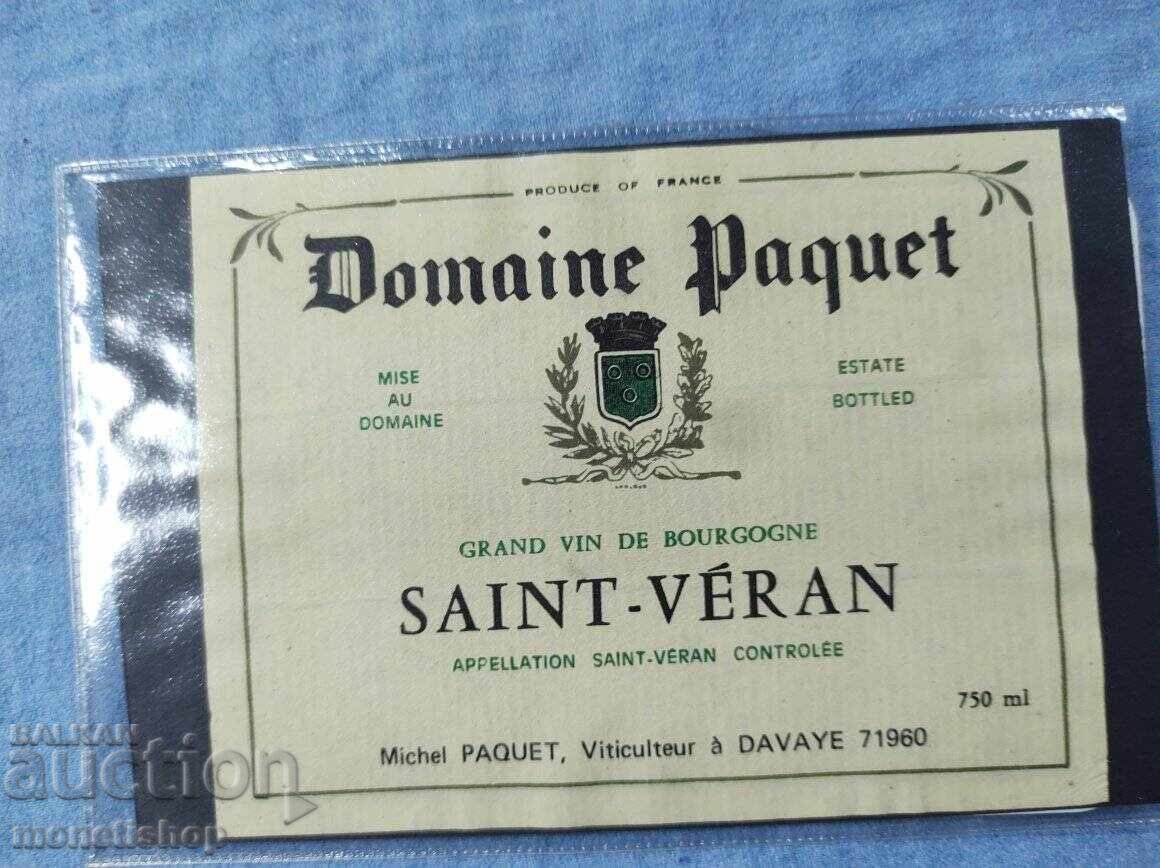 PRODUCE OF FRANCE
Domaine Paquet
MISE
AU
DOMAINE
ESTATE
BOTTLED
GRAND VIN DE BOURGOGNE
SAINT-VÉRAN
APPELLATION SAINT-VÉRAN CONTROLÉE
750 ml
Michel PAQUET, Viticulteur à DAVAYE 71960
BALKAN
auction
monetishop